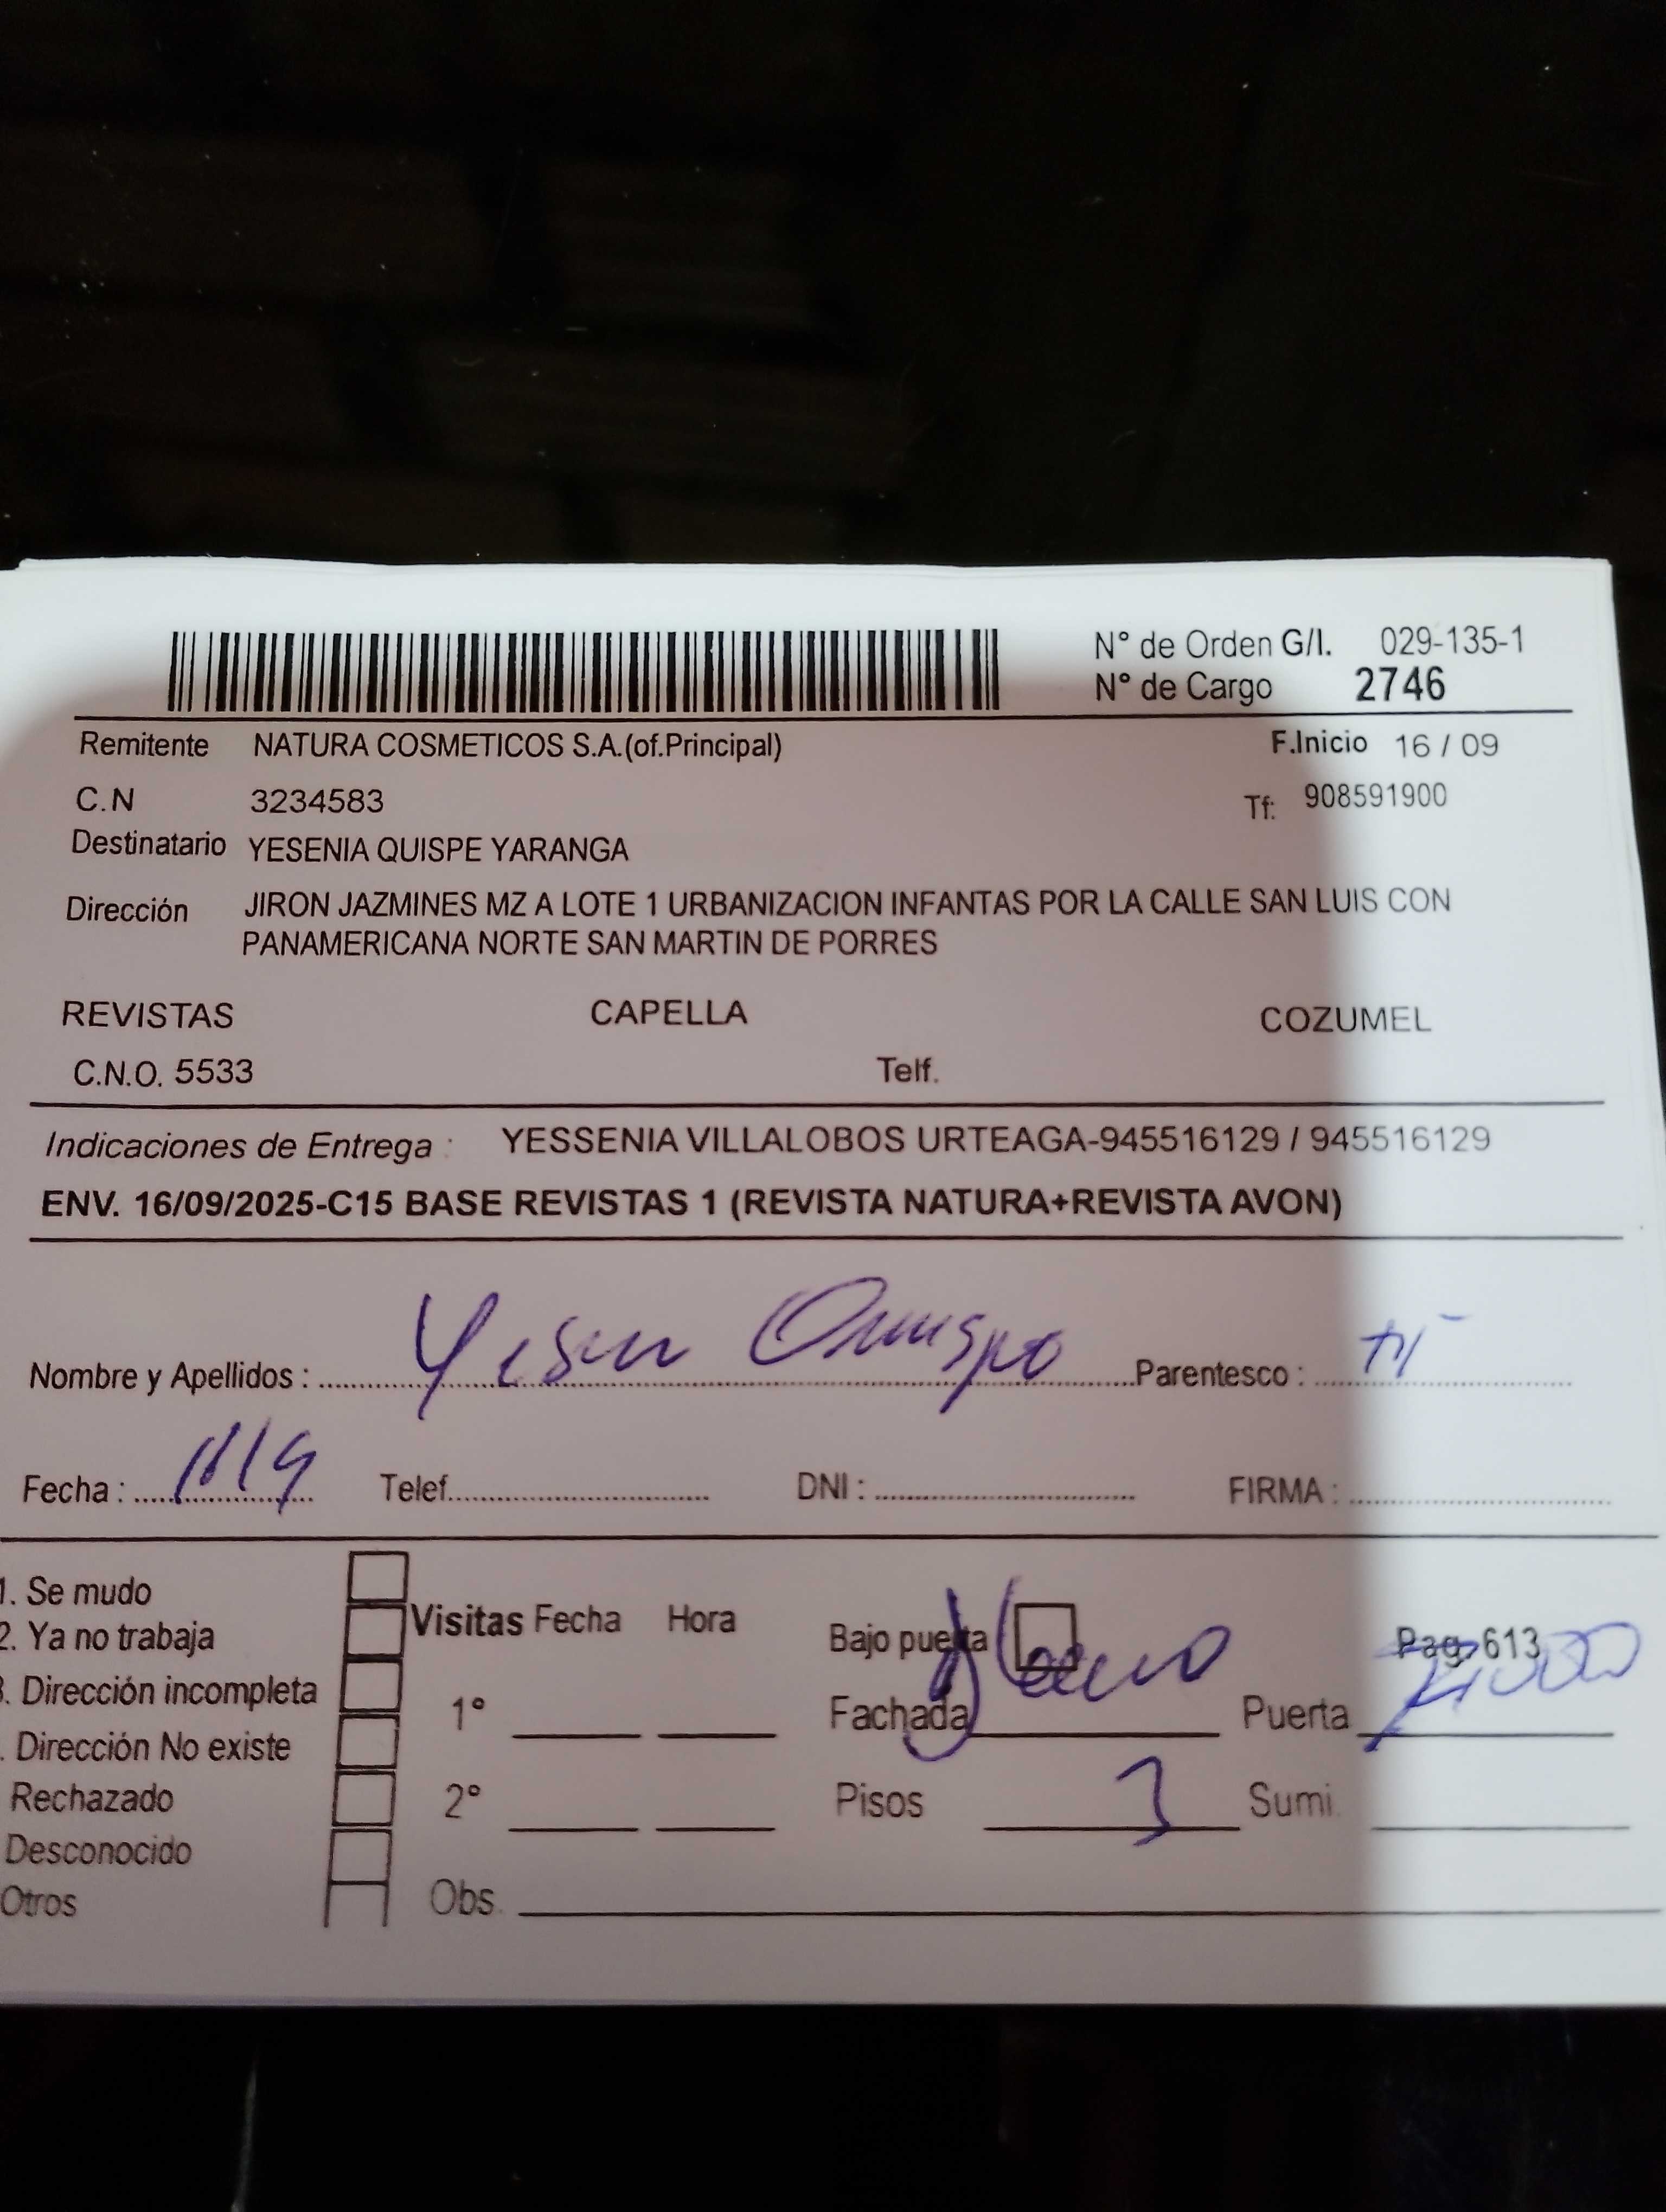 N° de Orden G/I. 029-135-1
N° de Cargo 2746
Remitente NATURA COSMETICOS S.A.(of.Principal) F.Inicio 16 / 09
C.N 3234583 Tf: 908591900
Destinatario YESENIA QUISPE YARANGA
Dirección JIRON JAZMINES MZ A LOTE 1 URBANIZACION INFANTAS POR LA CALLE SAN LUIS CON
PANAMERICANA NORTE SAN MARTIN DE PORRES
REVISTAS CAPELLA COZUMEL
C.N.O. 5533 Telf.
Indicaciones de Entrega : YESSENIA VILLALOBOS URTEAGA-945516129 / 945516129
ENV. 16/09/2025-C15 BASE REVISTAS 1 (REVISTA NATURA+REVISTA AVON)
Nombre y Apellidos : Parentesco :
Fecha : Telef. DNI : FIRMA :
1. Se mudo
2. Ya no trabaja
. Dirección incompleta
. Dirección No existe
Rechazado
Desconocido
Otros
Visitas Fecha Hora
1°
2°
Obs.
Bajo puerta Pag. 613
Fachada Puerta
Pisos 3 Sumi.